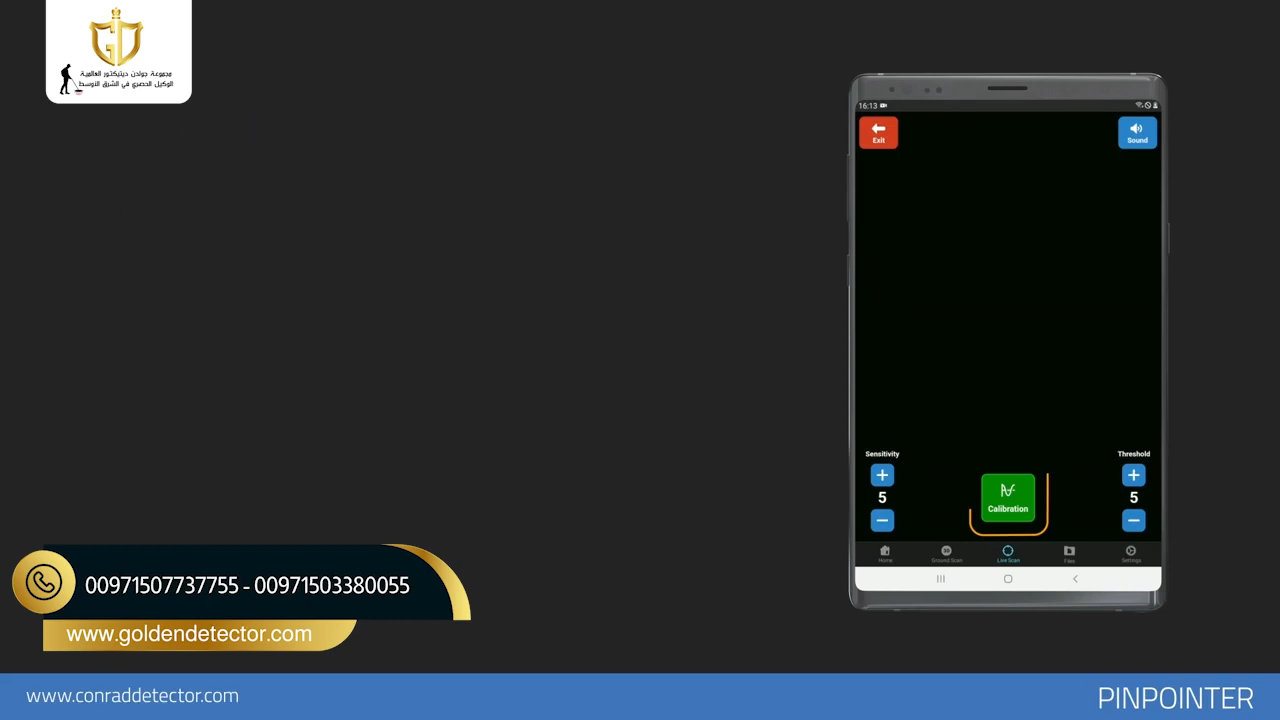 GD
مجموعة جولدن ديتيكتور العالمية
الوكيل الحصري في الشرق الأوسط
16:13
Exit
Sound
Sensitivity
Threshold
5
5
Calibration
Home
Ground Scan
Live Scan
Files
Settings
00971507737755 - 00971503380055
www.goldendetector.com
www.conraddetector.com
PINPOINTER